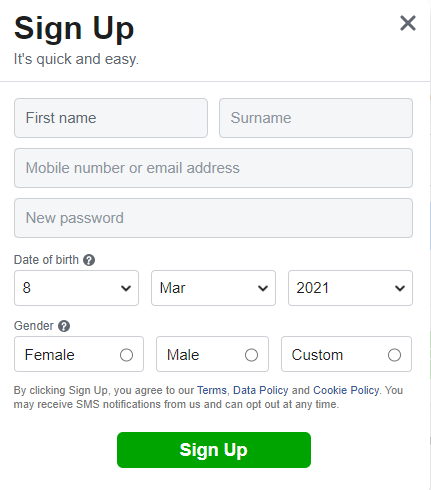 Sign Up
It's quick and easy.
First name
Surname
Mobile number or email address
New password
Date of birth ?
8
Mar
2021
Gender ?
Female
Male
Custom
By clicking Sign Up, you agree to our Terms, Data Policy and Cookie Policy. You
may receive SMS notifications from us and can opt out at any time.
Sign Up